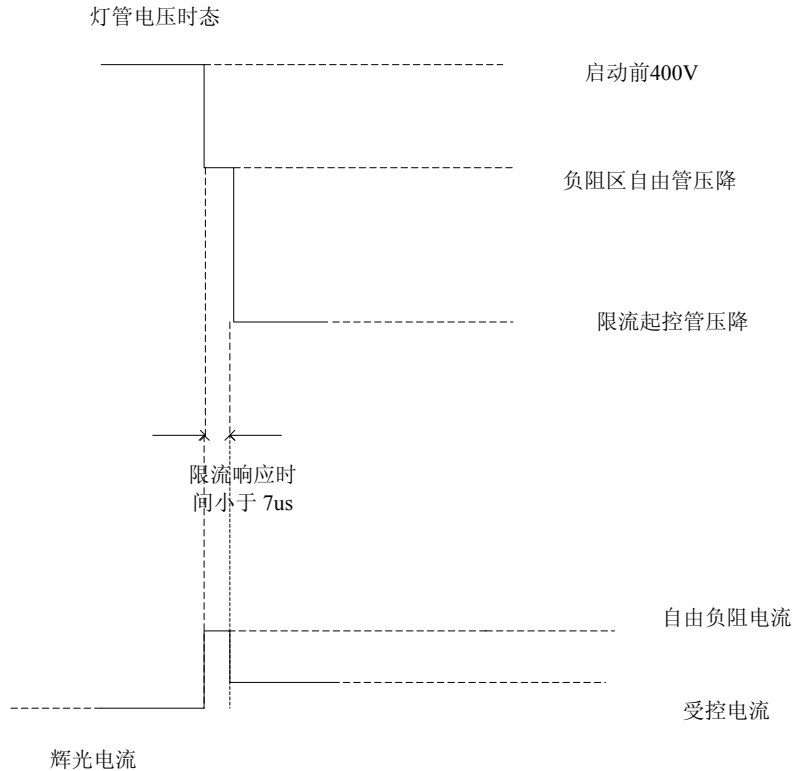 灯管电压时态
启动前400V
负阻区自由管压降
限流起控管压降
限流响应时
间小于 7us
自由负阻电流
受控电流
辉光电流